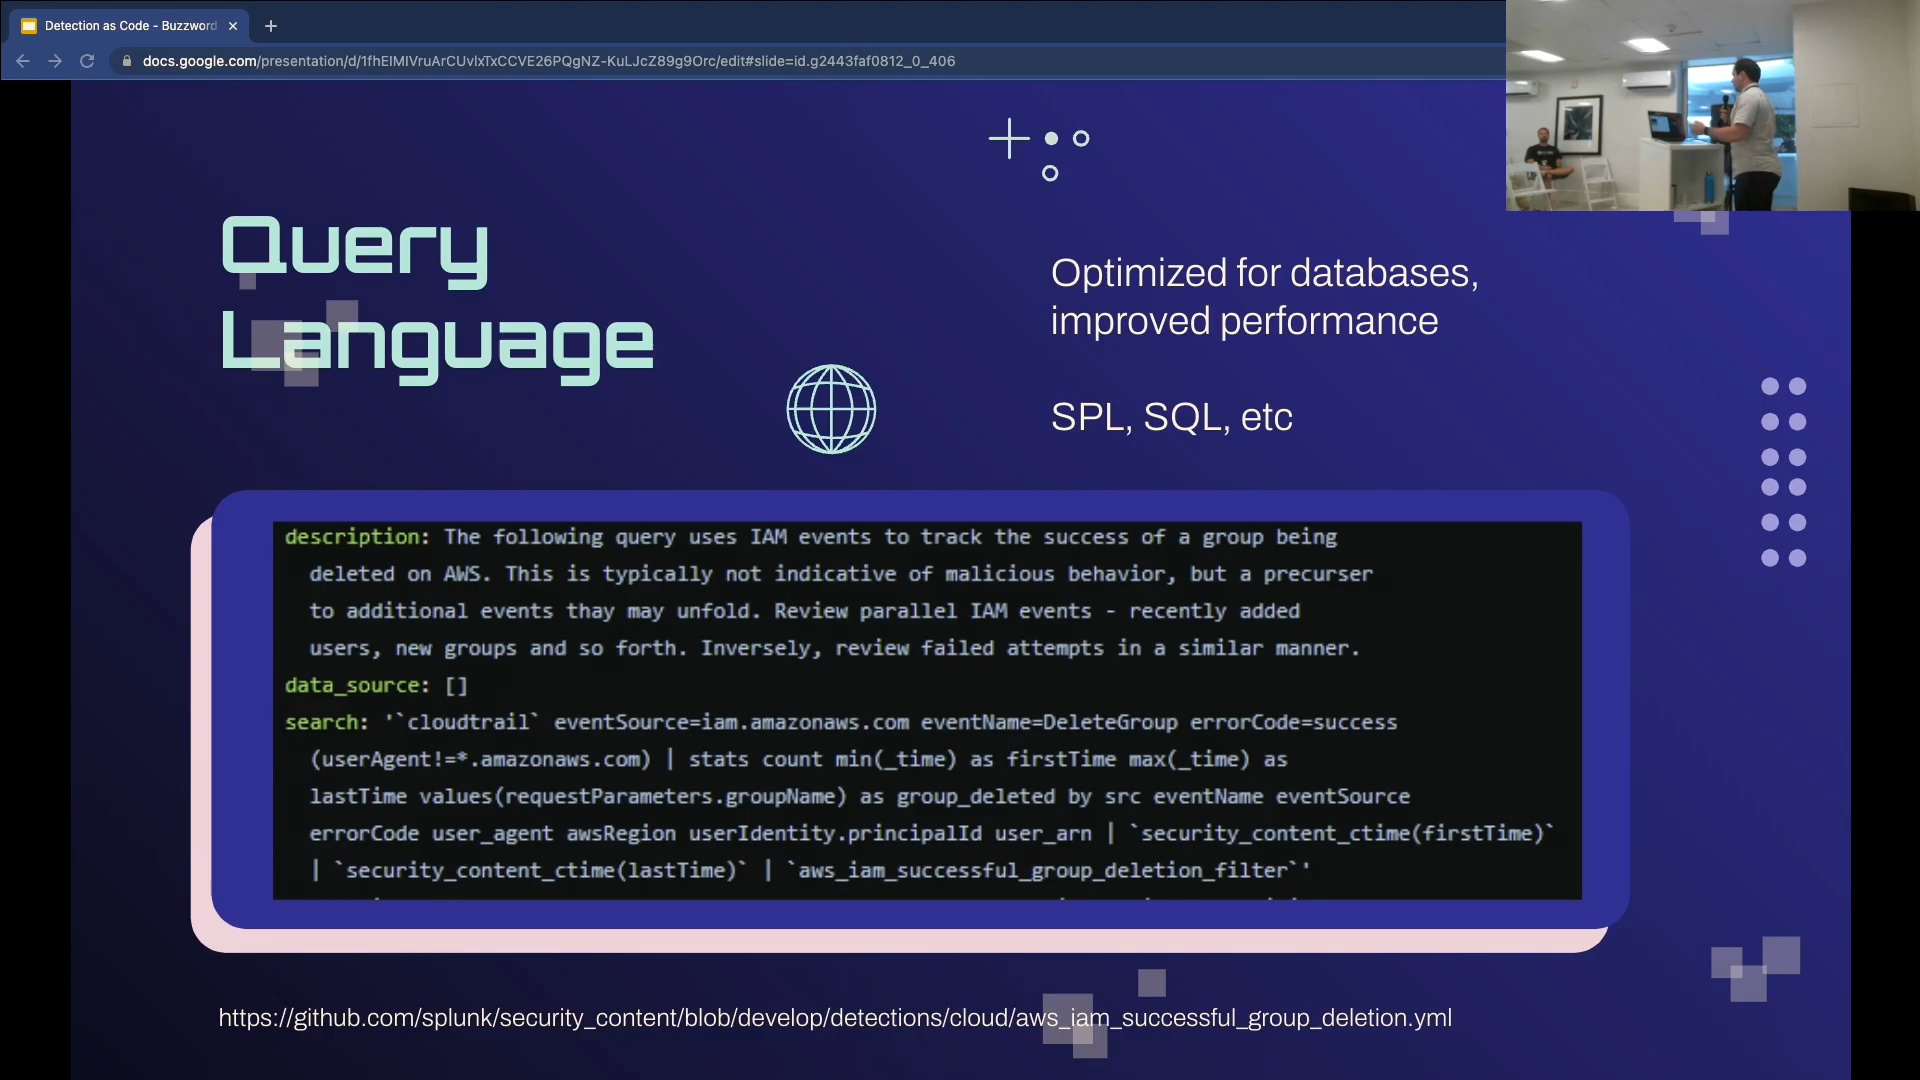 Detection as Code - Buzzword
docs.google.com/presentation/d/1fhEIMIVruArCUvlxTxCCVE26PQgNZ-KuLJcZ89g9Orc/edit#slide=id.g2443faf0812_0_406
Query
Language
Optimized for databases,
improved performance
SPL, SQL, etc
description: The following query uses IAM events to track the success of a group being
deleted on AWS. This is typically not indicative of malicious behavior, but a precurser
to additional events thay may unfold. Review parallel IAM events - recently added
users, new groups and so forth. Inversely, review failed attempts in a similar manner.
data_source: []
search: '`cloudtrail` eventSource=iam.amazonaws.com eventName=DeleteGroup errorCode=success
(userAgent!=*.amazonaws.com) | stats count min(_time) as firstTime max(_time) as
lastTime values(requestParameters.groupName) as group_deleted by src eventName eventSource
errorCode user_agent awsRegion userIdentity.principalId user_arn | `security_content_ctime(firstTime)`
| `security_content_ctime(lastTime)` | `aws_iam_successful_group_deletion_filter`'
https://github.com/splunk/security_content/blob/develop/detections/cloud/aws_iam_successful_group_deletion.yml